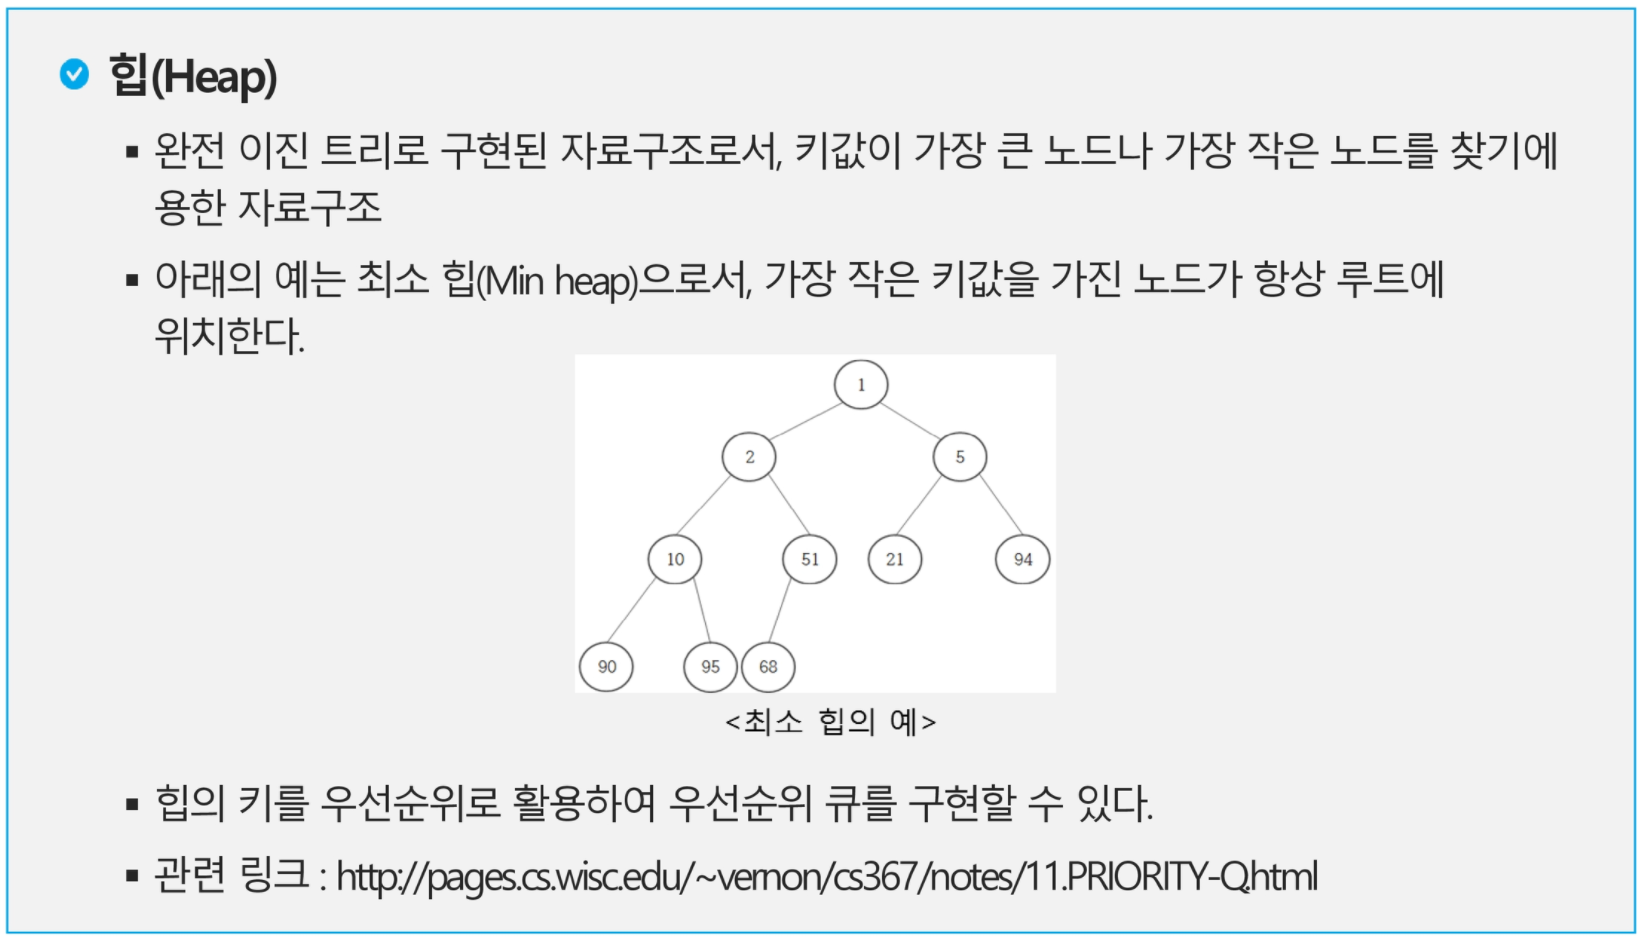 힙(Heap)
▪ 완전 이진 트리로 구현된 자료구조로서, 키값이 가장 큰 노드나 가장 작은 노드를 찾기에
용한 자료구조
▪ 아래의 예는 최소 힙(Min heap)으로서, 가장 작은 키값을 가진 노드가 항상 루트에
위치한다.
1
2 5
10 51 21 94
90 95 68
<최소 힙의 예>
▪ 힙의 키를 우선순위로 활용하여 우선순위 큐를 구현할 수 있다.
▪ 관련 링크 : http://pages.cs.wisc.edu/~vernon/cs367/notes/11.PRIORITY-Q.html